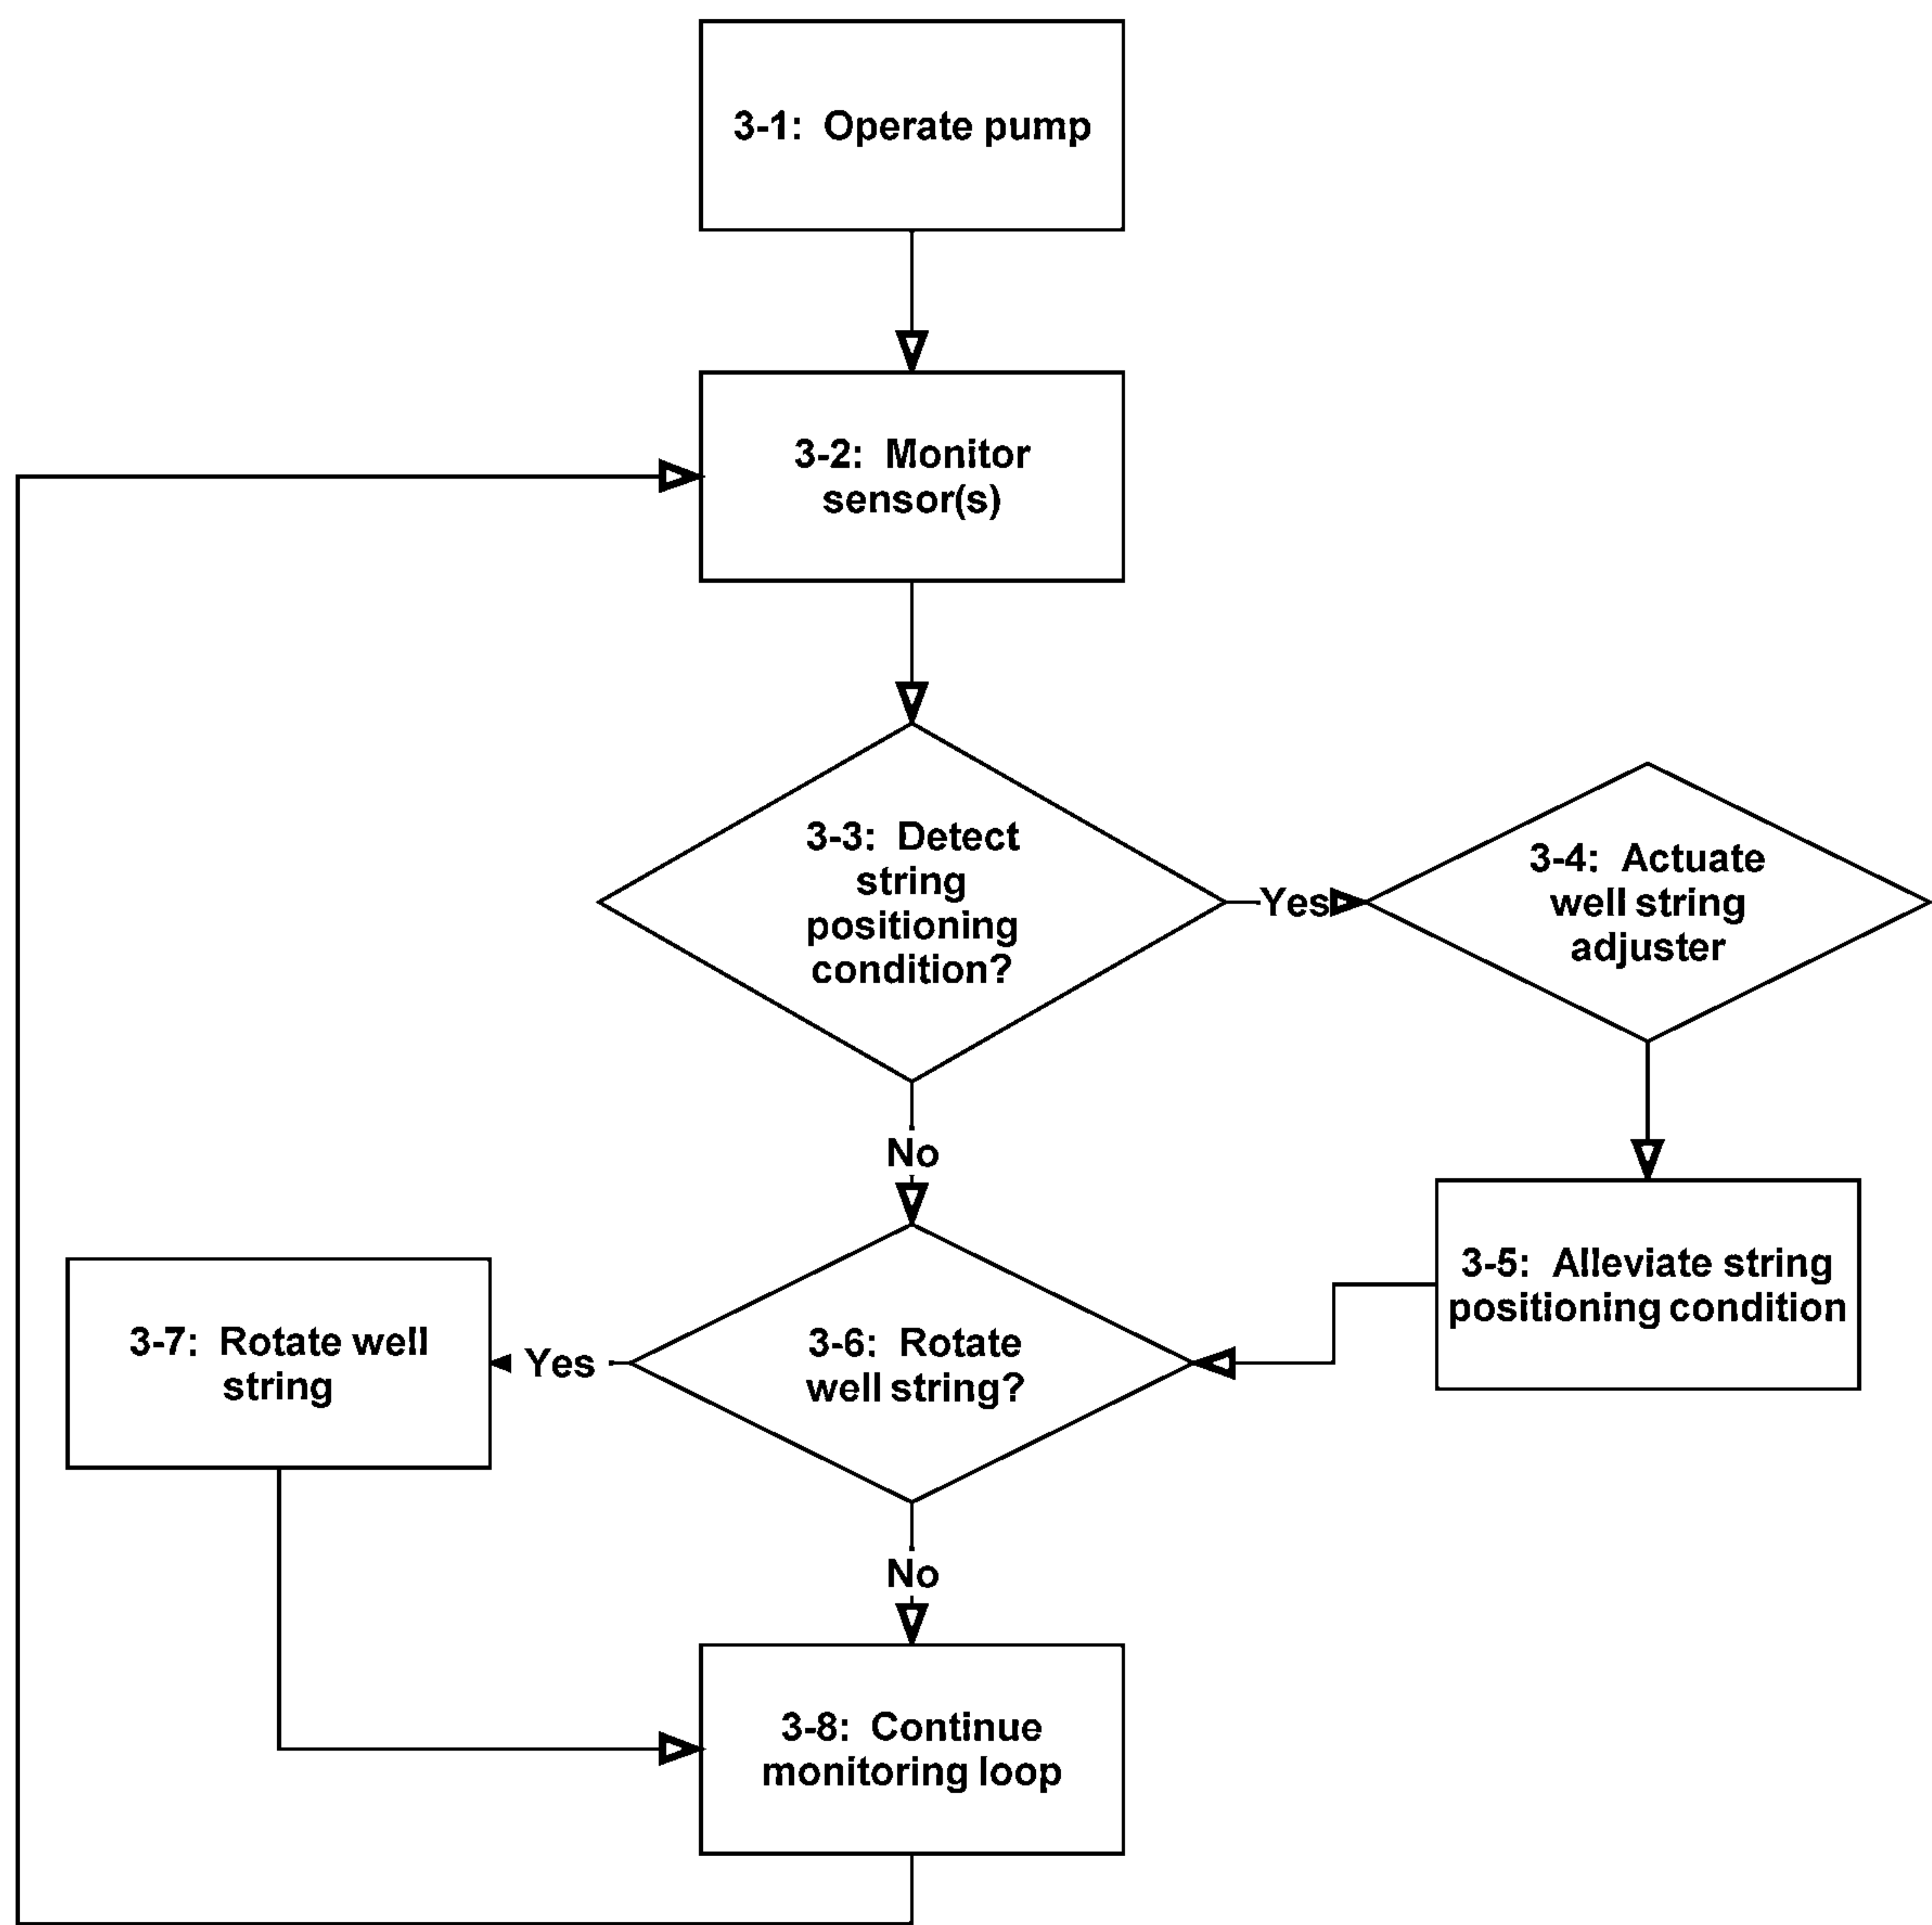 3-1: Operate pump
3-2: Monitor
sensor(s)
3-3: Detect
string
positioning
condition?
Yes
3-4: Actuate
well string
adjuster
No
3-5: Alleviate string
positioning condition
3-7: Rotate well
string
Yes
3-6: Rotate
well string?
No
3-8: Continue
monitoring loop